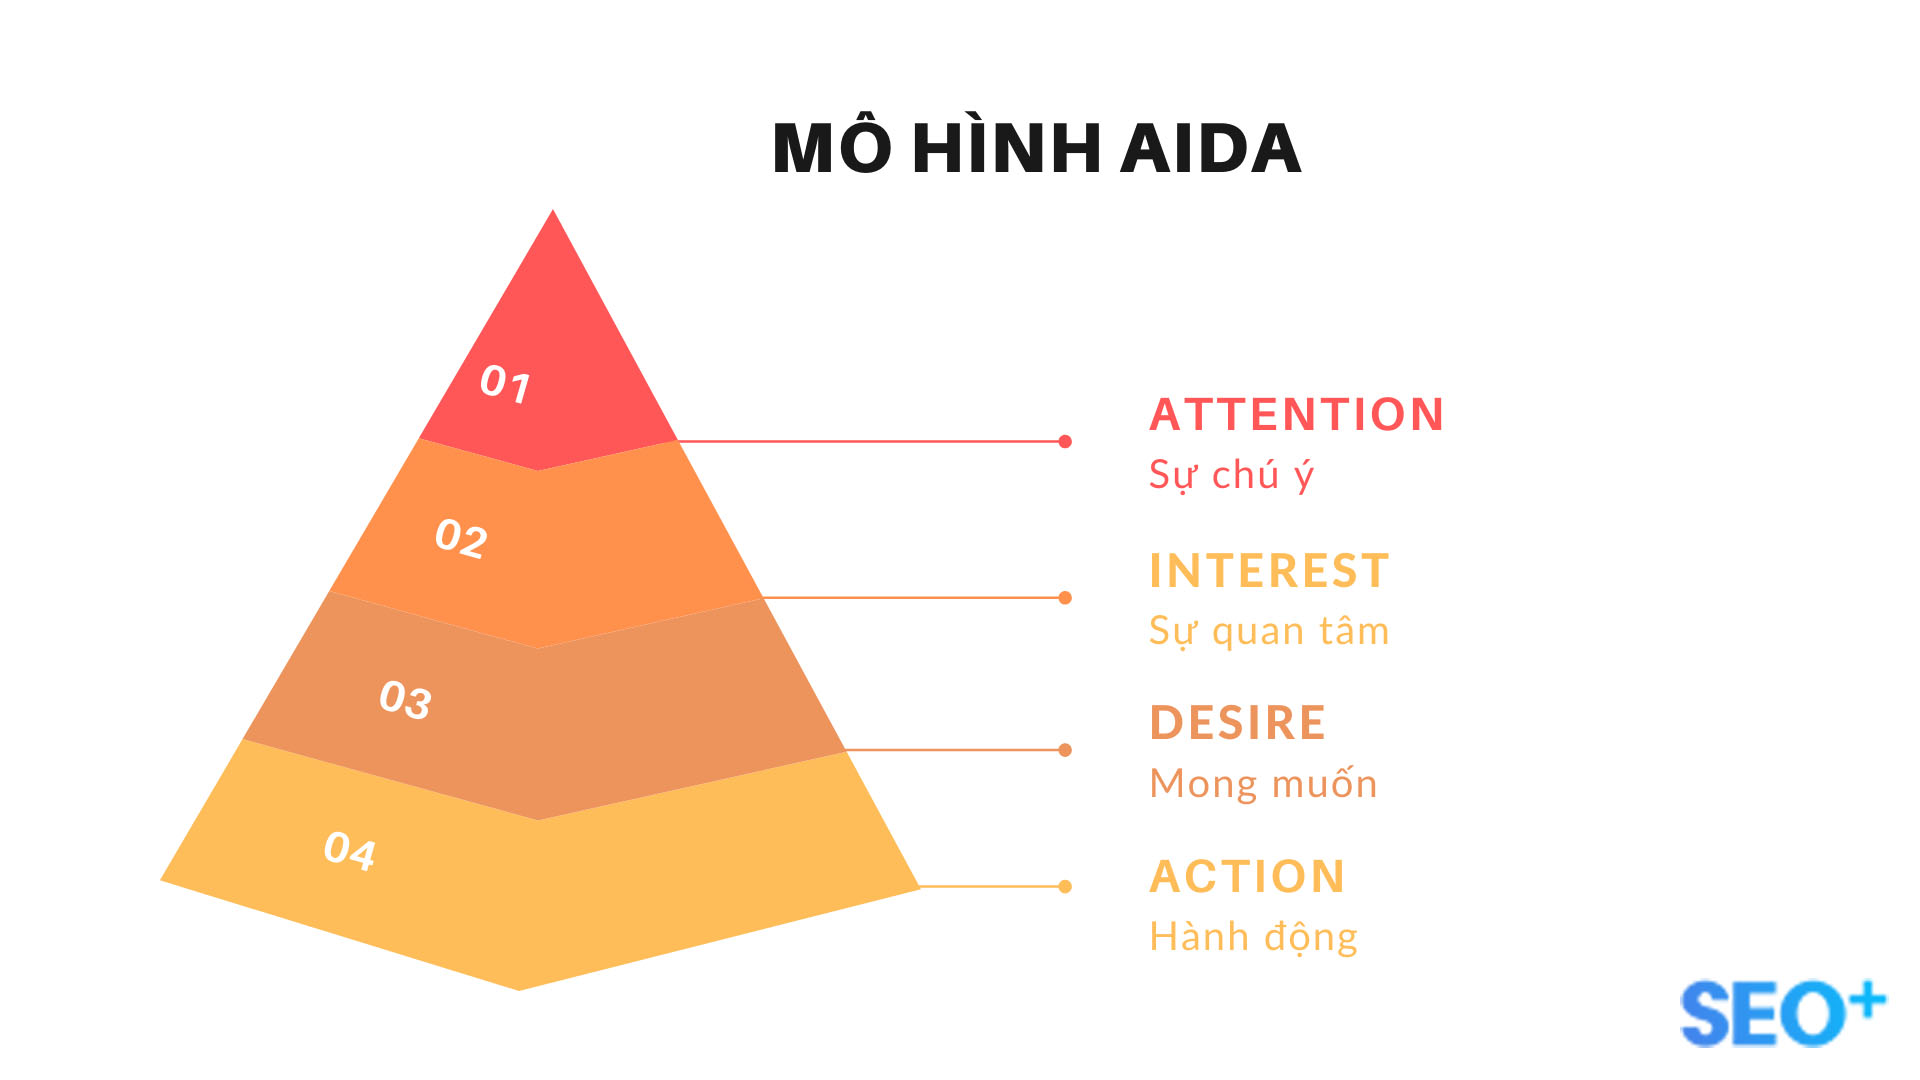 MÔ HÌNH AIDA
01
ATTENTION
Sự chú ý
02
INTEREST
Sự quan tâm
03
DESIRE
Mong muốn
04
ACTION
Hành động
SEO+